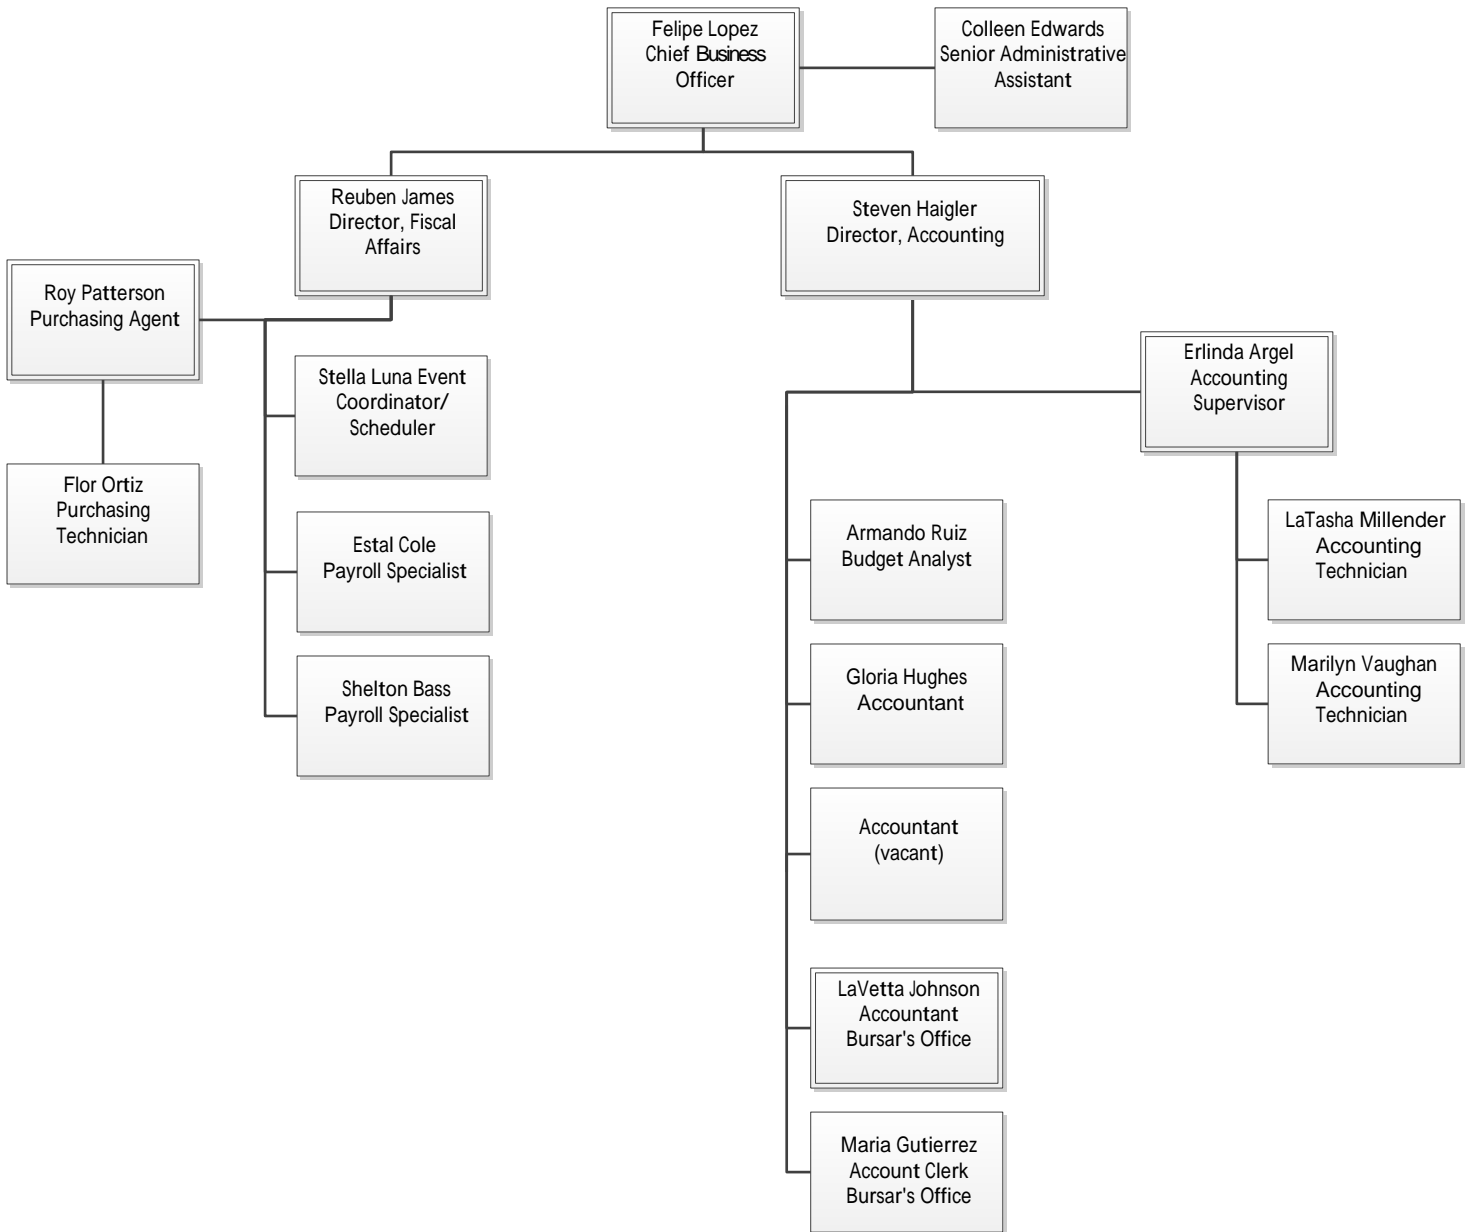 Felipe Lopez
Chief Business
Officer
Colleen Edwards
Senior Administrative
Assistant
Reuben James
Director, Fiscal
Affairs
Steven Haigler
Director, Accounting
Roy Patterson
Purchasing Agent
Erlinda Argel
Accounting
Supervisor
Stella Luna Event
Coordinator/
Scheduler
Flor Ortiz
Purchasing
Technician
Estal Cole
Payroll Specialist
Shelton Bass
Payroll Specialist
Armando Ruiz
Budget Analyst
LaTasha Millender
Accounting
Technician
Gloria Hughes
Accountant
Marilyn Vaughan
Accounting
Technician
Accountant
(vacant)
LaVetta Johnson
Accountant
Bursar's Office
Maria Gutierrez
Account Clerk
Bursar's Office